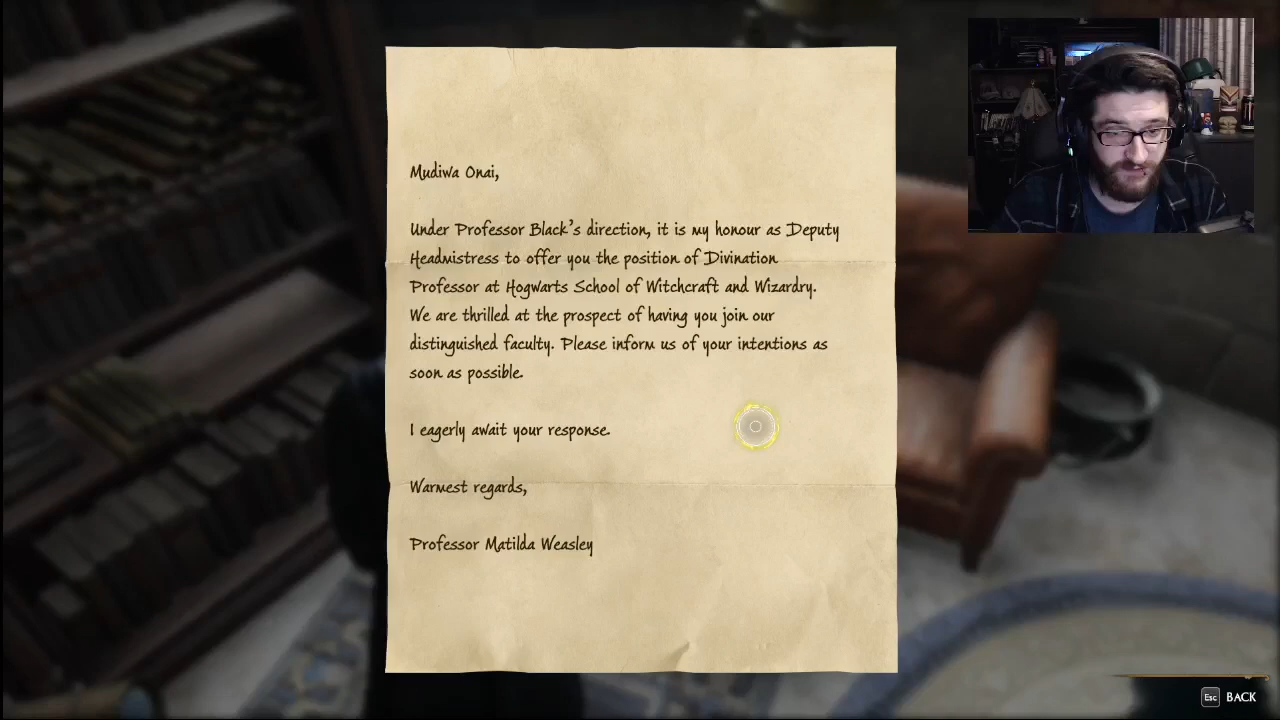 Mudiwa Onai,
Under Professor Black's direction, it is my honour as Deputy
Headmistress to offer you the position of Divination
Professor at Hogwarts School of Witchcraft and Wizardry.
We are thrilled at the prospect of having you join our
distinguished faculty. Please inform us of your intentions as
soon as possible.
I eagerly await your response.
Warmest regards,
Professor Matilda Weasley
Esc BACK